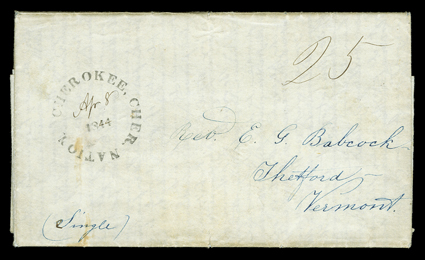 25
CHEROKEE, CHER. NATION
Apr 8
1844
Rev. E. G. Babcock
Thetford
Vermont.
(Single)